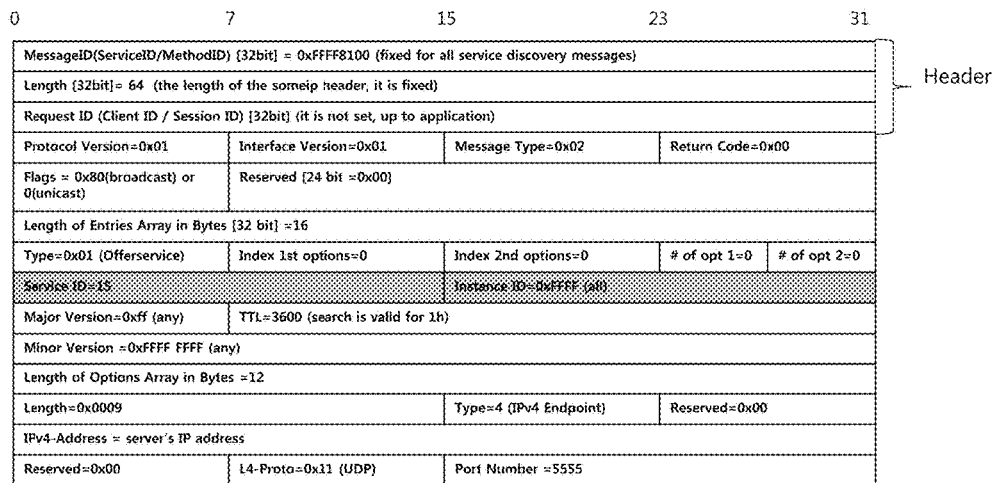 0 7 15 23 31
MessageID(ServiceID/MethodID) [32bit] = 0xFFFF8100 (fixed for all service discovery messages)
Length [32bit]= 64 (the length of the someip header, it is fixed)
Header
Request ID (Client ID / Session ID) [32bit] (it is not set, up to application)
Protocol Version=0x01 Interface Version=0x01 Message Type=0x02 Return Code=0x00
Flags = 0x80(broadcast) or Reserved [24 bit =0x00]
0(unicast)
Length of Entries Array in Bytes [32 bit] =16
Type=0x01 (Offerservice) Index 1st options=0 Index 2nd options=0 # of opt 1=0 # of opt 2=0
Service ID=15 Instance ID=0xFFFF (all)
Major Version=0xff (any) TTL=3600 (search is valid for 1h)
Minor Version =0xFFFF FFFF (any)
Length of Options Array in Bytes =12
Length=0x0009 Type=4 (IPv4 Endpoint) Reserved=0x00
IPv4-Address = server's IP address
Reserved=0x00 L4-Proto=0x11 (UDP) Port Number =5555